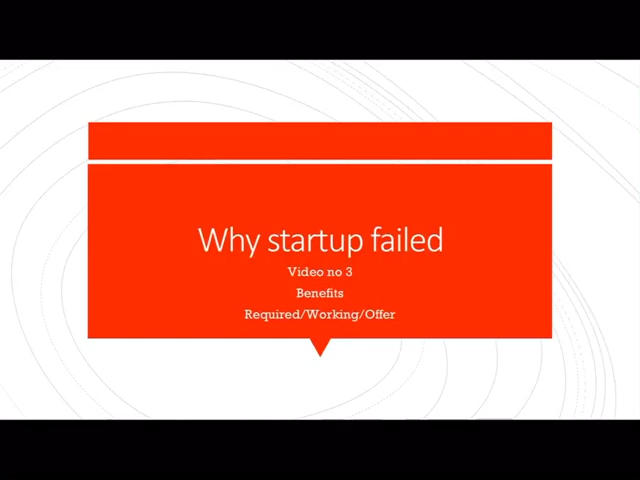 Why startup failed
Video no 3
Benefits
Required/Working/Offer